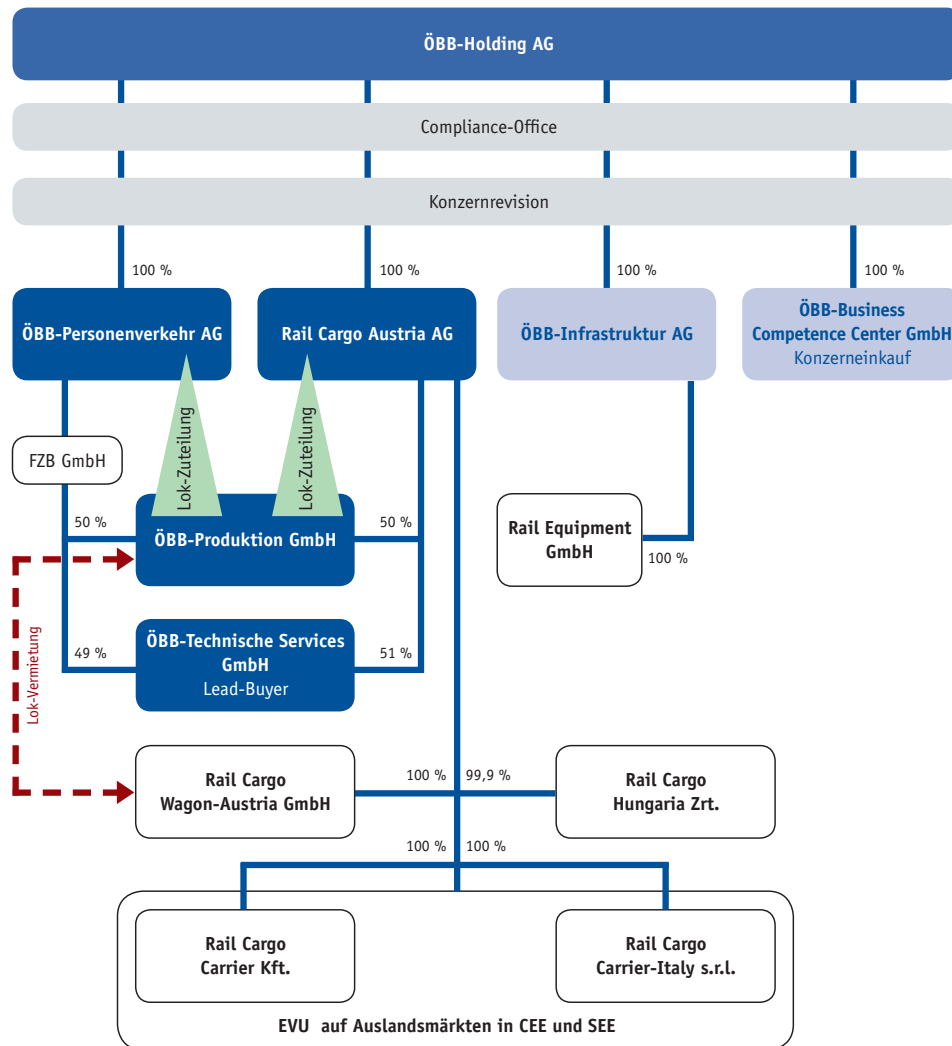 ÖBB-Holding AG
Compliance-Office
Konzernrevision
100 %
100 %
100 %
100 %
ÖBB-Personenverkehr AG
Rail Cargo Austria AG
ÖBB-Infrastruktur AG
ÖBB-Business
Competence Center GmbH
Konzerneinkauf
Lok-Zuteilung
Lok-Zuteilung
FZB GmbH
50 %
ÖBB-Produktion GmbH
50 %
Rail Equipment
GmbH
100 %
Lok-Vermietung
49 %
ÖBB-Technische Services
GmbH
Lead-Buyer
51 %
Rail Cargo
Wagon-Austria GmbH
100 %
99,9 %
Rail Cargo
Hungaria Zrt.
100 %
100 %
Rail Cargo
Carrier Kft.
Rail Cargo
Carrier-Italy s.r.l.
EVU auf Auslandsmärkten in CEE und SEE